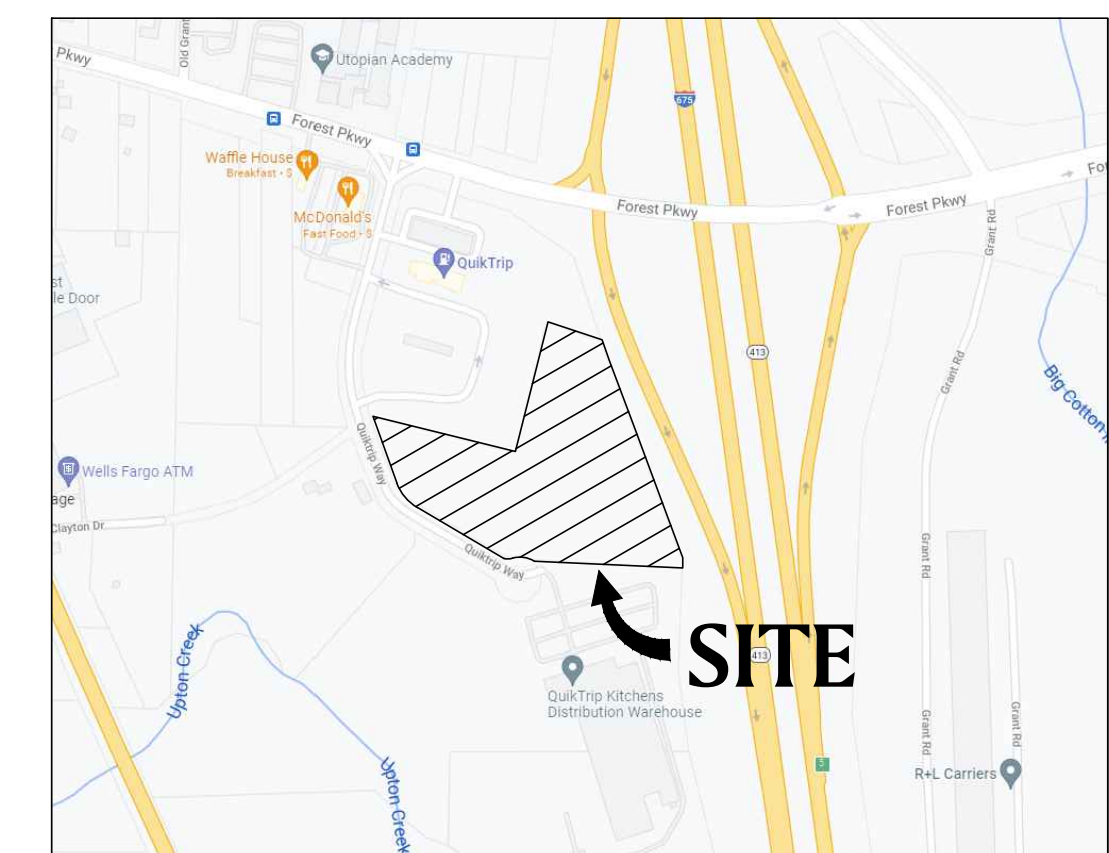 Pkwy
Old Grant
Utopian Academy
675
Forest Pkwy
Waffle House
Breakfast • $
McDonald's
Fast Food • $
Forest Pkwy
Forest Pkwy
Fo
Grant Rd
QuikTrip
st
le Door
413
Grant Rd
Big Cotton
Quiktrip Way
Wells Fargo ATM
age
Clayton Dr
Quiktrip Way
Grant Rd
Upton Creek
SITE
413
QuikTrip Kitchens
Distribution Warehouse
Grant Rd
Grant Rd
5
R+L Carriers
Upton Creek